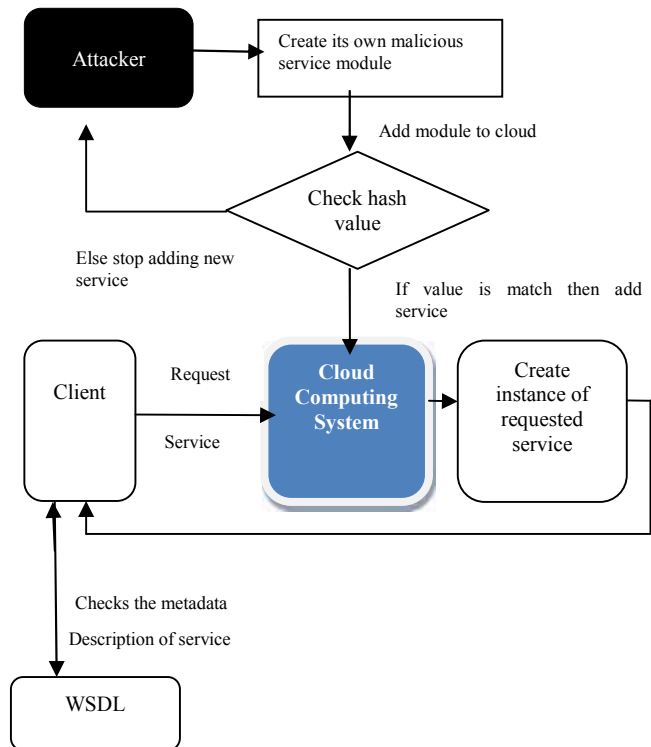 Attacker
Create its own malicious
service module
Add module to cloud
Check hash
value
Else stop adding new
service
If value is match then add
service
Client
Request
Service
Cloud
Computing
System
Create
instance of
requested
service
Checks the metadata
Description of service
WSDL